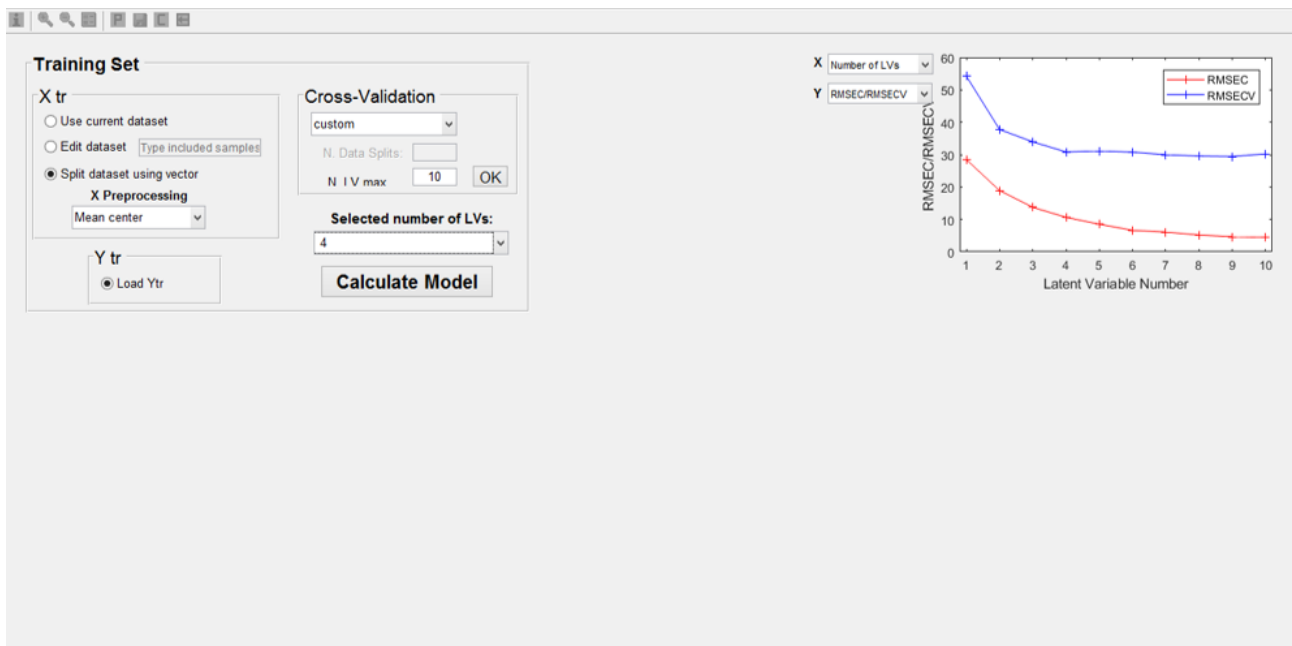 Training Set
X tr
Use current dataset
Edit dataset Type included samples
Split dataset using vector
X Preprocessing
Mean center
Y tr
Load Ytr
Cross-Validation
custom
N. Data Splits:
N LV max 10 OK
Selected number of LVs:
4
Calculate Model
X Number of LVs
Y RMSEC/RMSECV
RMSEC/RMSECV
60
50
40
30
20
10
0
RMSEC
RMSECV
1 2 3 4 5 6 7 8 9 10
Latent Variable Number
P
C